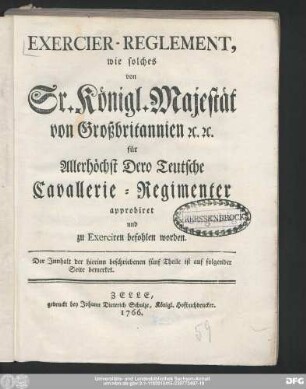 EXERCIER-REGLEMENT,
wie solches
von
Sr. Königl. Majestät
von Großbritannien ꝛc. ꝛc.
für
Allerhöchst Dero Teutsche
Cavallerie-Regimenter
approbiret
und
zu Exerciren befohlen worden.
Der Innhalt der hierinn beschriebenen fünf Theile ist auf folgender
Seite bemerket.
ZELLE,
gedruckt bey Johann Dieterich Schulze, Königl. Hofbuchdrucker.
1766.
59